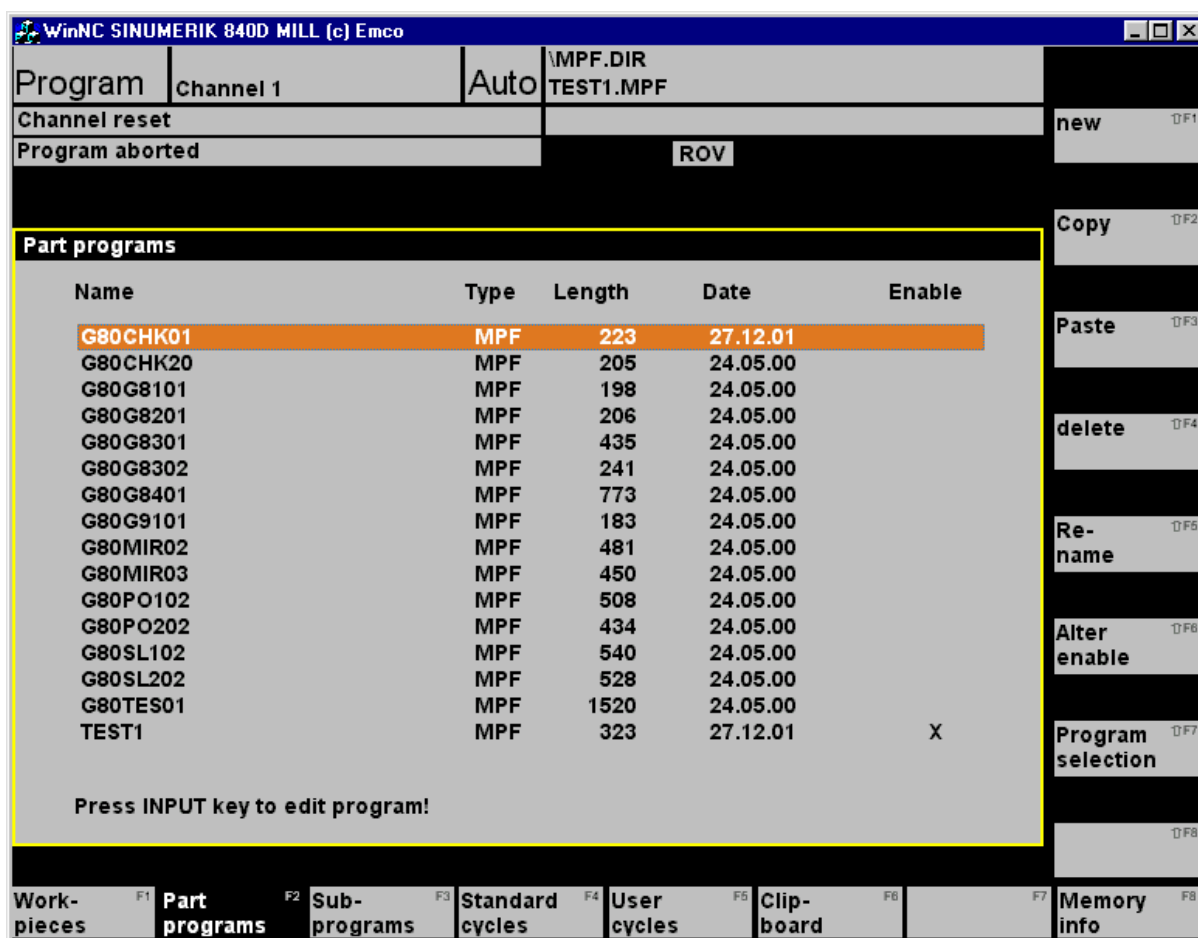 WinNC SINUMERIK 840D MILL (c) Emco
Program Channel 1 Auto \MPF.DIR
TEST1.MPF
Channel reset
Program aborted ROV
Part programs
Name Type Length Date Enable
G80CHK01 MPF 223 27.12.01
G80CHK20 MPF 205 24.05.00
G80G8101 MPF 198 24.05.00
G80G8201 MPF 206 24.05.00
G80G8301 MPF 435 24.05.00
G80G8302 MPF 241 24.05.00
G80G8401 MPF 773 24.05.00
G80G9101 MPF 183 24.05.00
G80MIR02 MPF 481 24.05.00
G80MIR03 MPF 450 24.05.00
G80PO102 MPF 508 24.05.00
G80PO202 MPF 434 24.05.00
G80SL102 MPF 540 24.05.00
G80SL202 MPF 528 24.05.00
G80TES01 MPF 1520 24.05.00
TEST1 MPF 323 27.12.01 X
Press INPUT key to edit program!
new ⇧F1
Copy ⇧F2
Paste ⇧F3
delete ⇧F4
Re- ⇧F5
name
Alter ⇧F6
enable
Program ⇧F7
selection
⇧F8
Work- F1 Part F2 Sub- F3 Standard F4 User F5 Clip- F6 F7 Memory F8
pieces programs programs cycles cycles board info